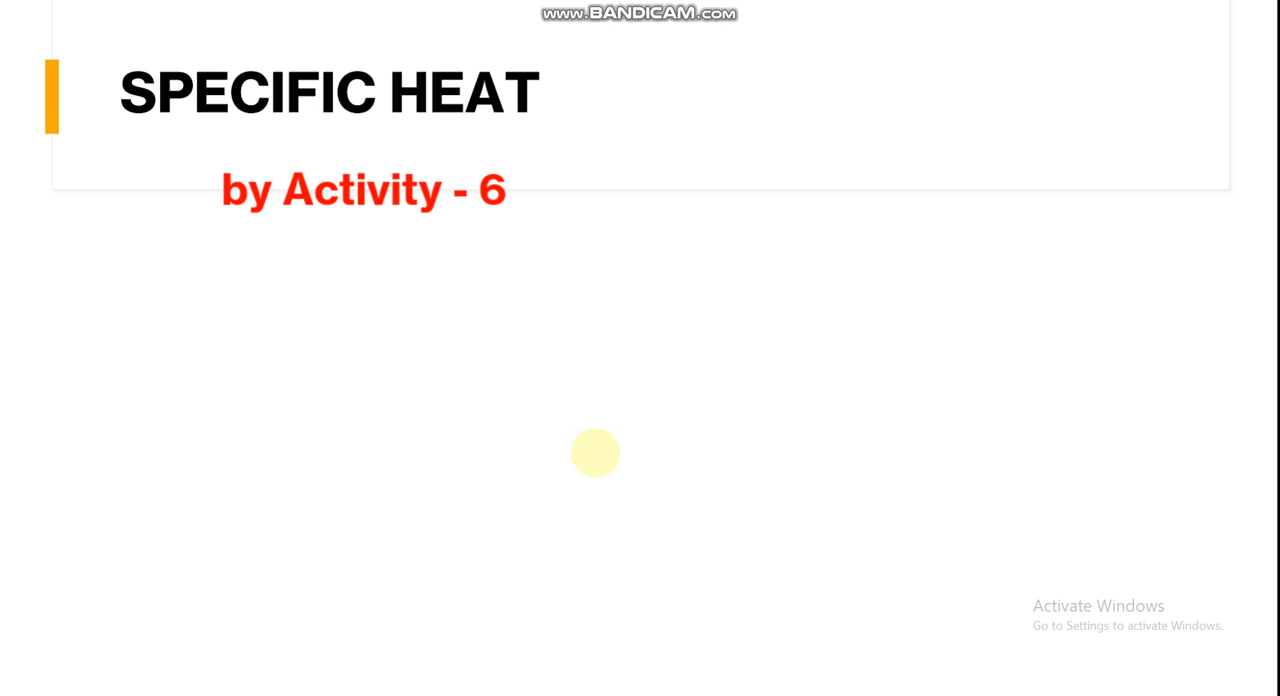 www.BANDICAM.com
SPECIFIC HEAT
by Activity - 6
Activate Windows
Go to Settings to activate Windows.